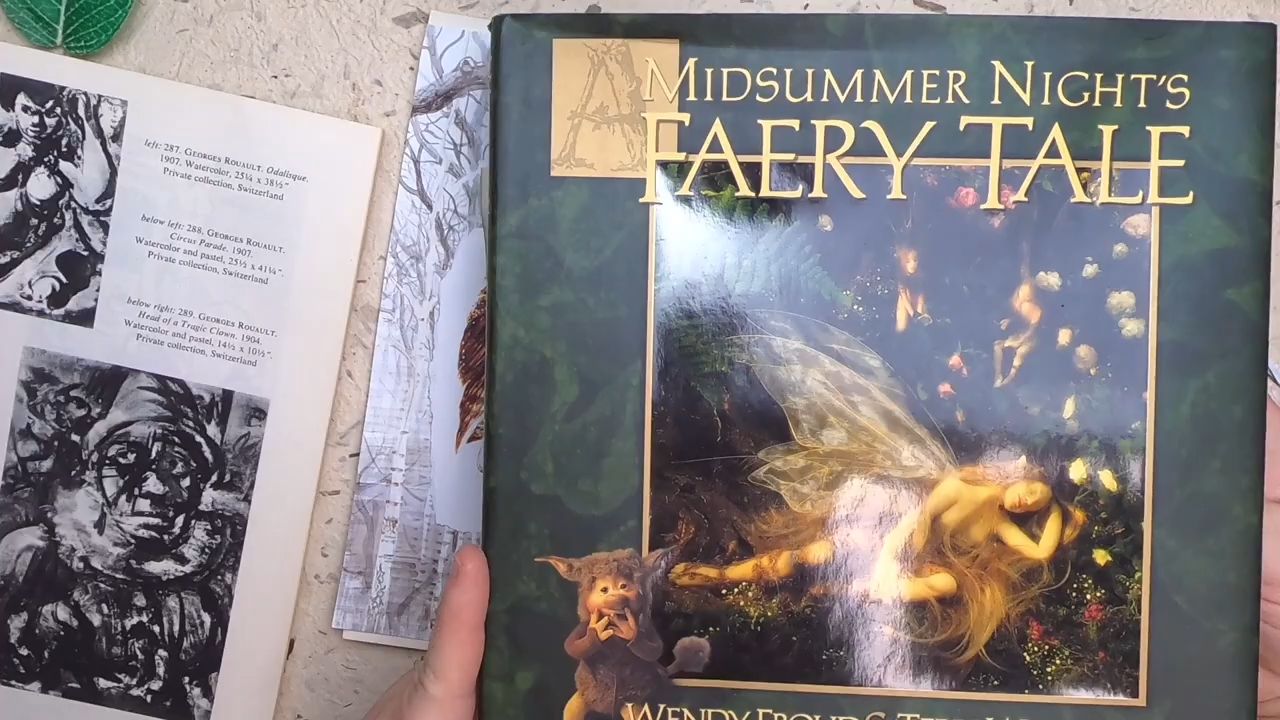 left: 287. GEORGES ROUAULT. Odalisque.
1907. Watercolor, 25¼ x 38½"
Private collection, Switzerland
below left: 288. GEORGES ROUAULT.
Circus Parade. 1907.
Watercolor and pastel, 25½ x 41¼".
Private collection, Switzerland
below right: 289. GEORGES ROUAULT.
Head of a Tragic Clown. 1904.
Watercolor and pastel, 14½ x 10½".
Private collection, Switzerland
A MIDSUMMER NIGHT'S
FAERY TALE
WENDY FROUD &